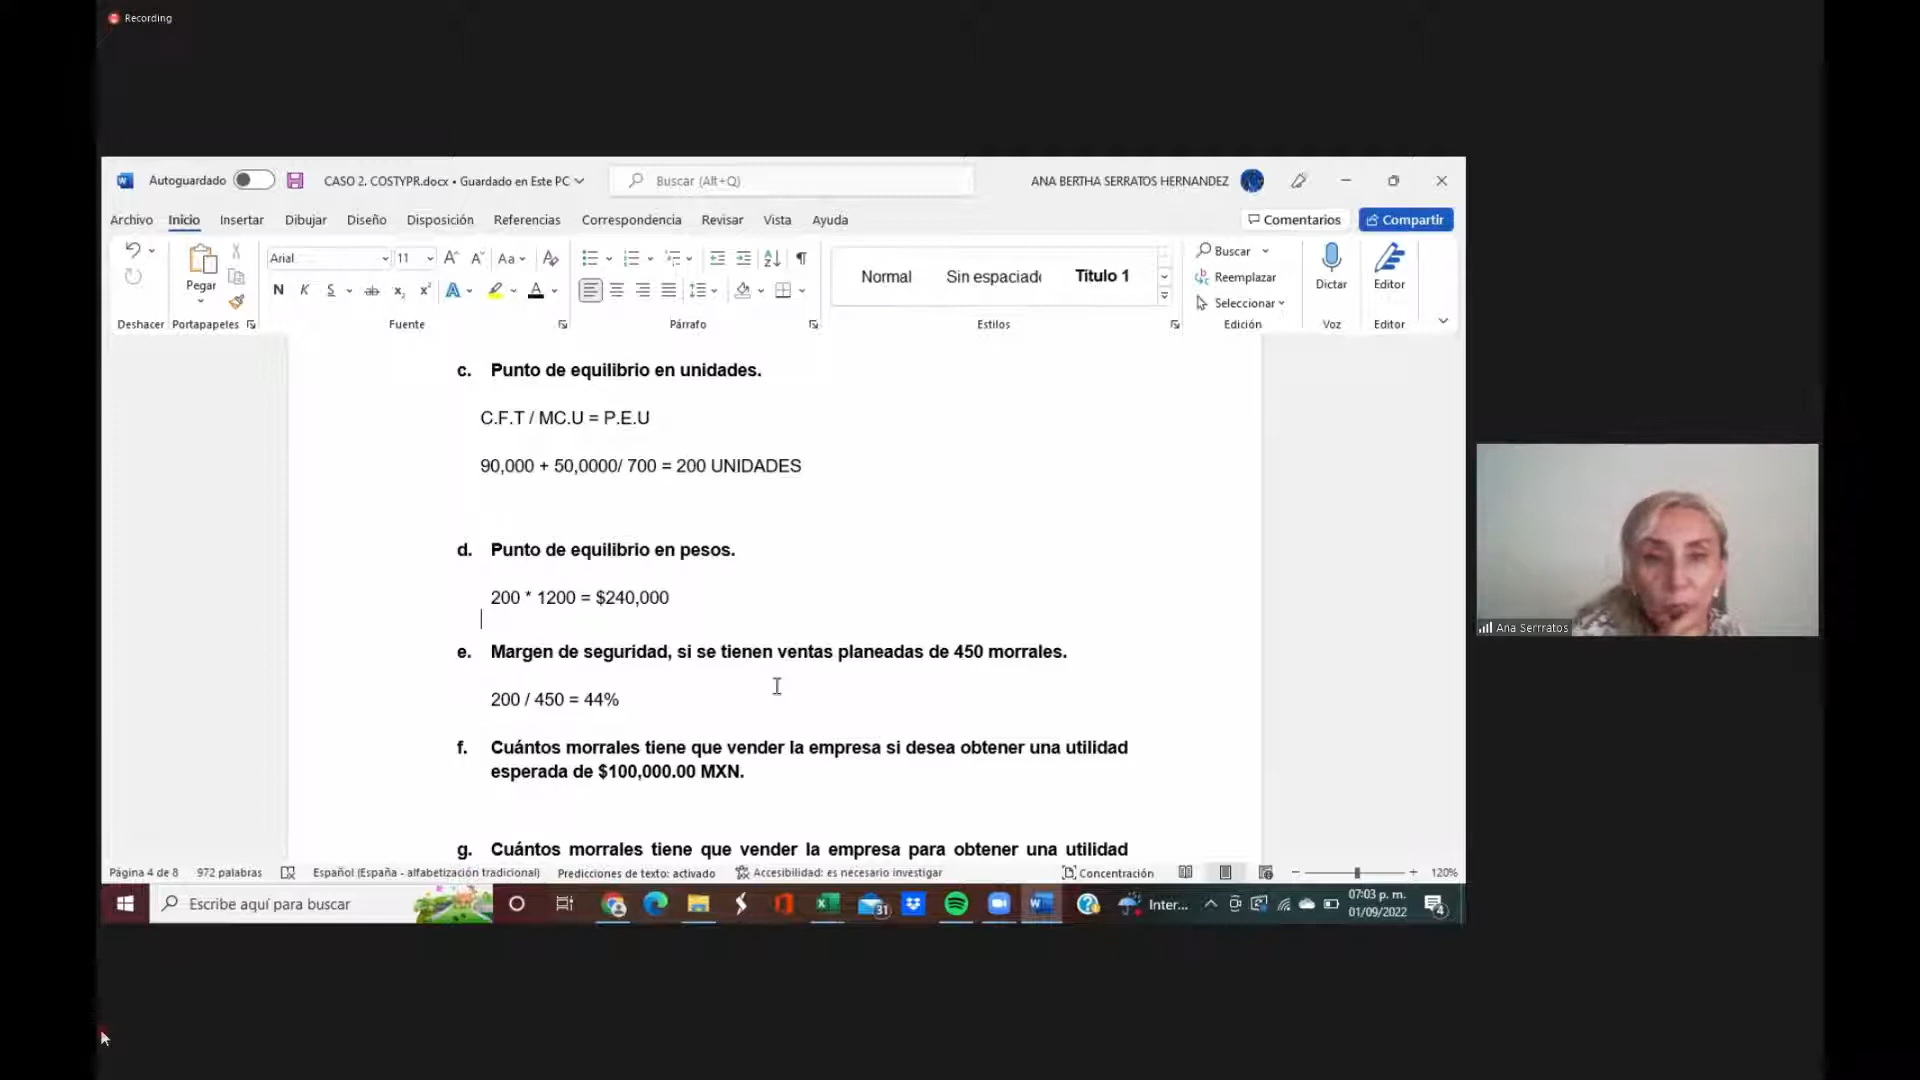 Recording
Autoguardado
CASO 2. COSTYPR.docx • Guardado en Este PC
Buscar (Alt+Q)
ANA BERTHA SERRATOS HERNANDEZ
Archivo Inicio Insertar Dibujar Diseño Disposición Referencias Correspondencia Revisar Vista Ayuda
Comentarios Compartir
Pegar
Arial 11
Normal Sin espaciado Título 1
Buscar
Reemplazar
Seleccionar
Dictar
Editor
Deshacer Portapapeles Fuente Párrafo Estilos Edición Voz Editor
c. Punto de equilibrio en unidades.
C.F.T / MC.U = P.E.U
90,000 + 50,0000/ 700 = 200 UNIDADES
d. Punto de equilibrio en pesos.
200 * 1200 = $240,000
e. Margen de seguridad, si se tienen ventas planeadas de 450 morrales.
200 / 450 = 44%
f. Cuántos morrales tiene que vender la empresa si desea obtener una utilidad
esperada de $100,000.00 MXN.
g. Cuántos morrales tiene que vender la empresa para obtener una utilidad
Ana Serrratos
Página 4 de 8 972 palabras Español (España - alfabetización tradicional) Predicciones de texto: activado Accesibilidad: es necesario investigar Concentración 120%
Escribe aquí para buscar
31
Inter...
07:03 p. m.
01/09/2022
4